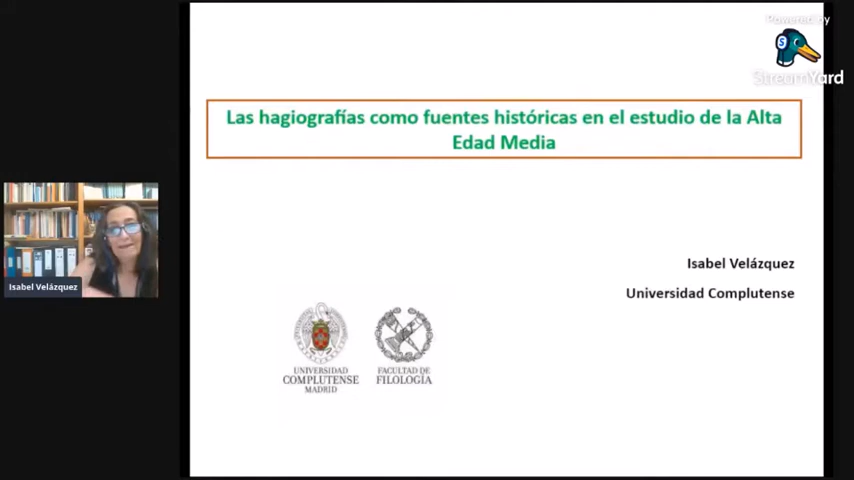 Powered by
StreamYard
Las hagiografías como fuentes históricas en el estudio de la Alta
Edad Media
Isabel Velázquez
Universidad Complutense
Isabel Velázquez
UNIVERSIDAD
COMPLUTENSE
MADRID
FACULTAD DE
FILOLOGÍA